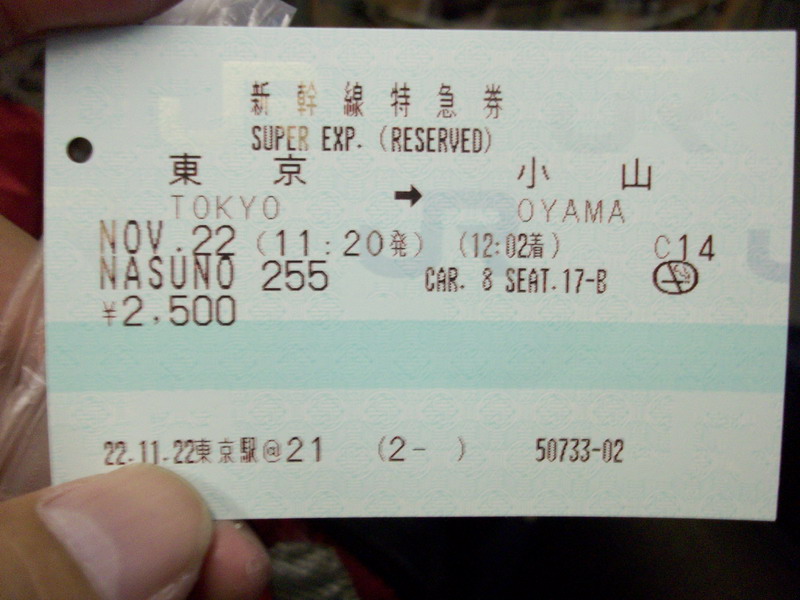 新幹線特急券
SUPER EXP. (RESERVED)
東京 → 小山
TOKYO OYAMA
NOV.22 (11:20発) (12:02着) C14
NASUNO 255 CAR. 8 SEAT.17-B
¥2,500
22.11.22東京駅@21 (2- ) 50733-02